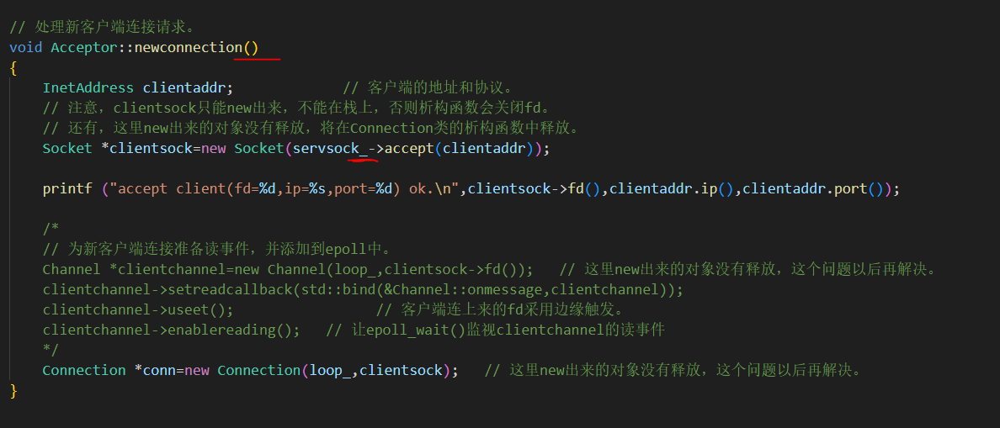 // 处理新客户端连接请求。
void Acceptor::newconnection()
{
    InetAddress clientaddr;             // 客户端的地址和协议。
    // 注意，clientsock只能new出来，不能在栈上，否则析构函数会关闭fd。
    // 还有，这里new出来的对象没有释放，将在Connection类的析构函数中释放。
    Socket *clientsock=new Socket(servsock_->accept(clientaddr));
    printf ("accept client(fd=%d,ip=%s,port=%d) ok.\n",clientsock->fd(),clientaddr.ip(),clientaddr.port());
    /*
    // 为新客户端连接准备读事件，并添加到epoll中。
    Channel *clientchannel=new Channel(loop_,clientsock->fd());   // 这里new出来的对象没有释放，这个问题以后再解决。
    clientchannel->setreadcallback(std::bind(&Channel::onmessage,clientchannel));
    clientchannel->useet();                 // 客户端连上来的fd采用边缘触发。
    clientchannel->enablereading();   // 让epoll_wait()监视clientchannel的读事件
    */
    Connection *conn=new Connection(loop_,clientsock);   // 这里new出来的对象没有释放，这个问题以后再解决。
}